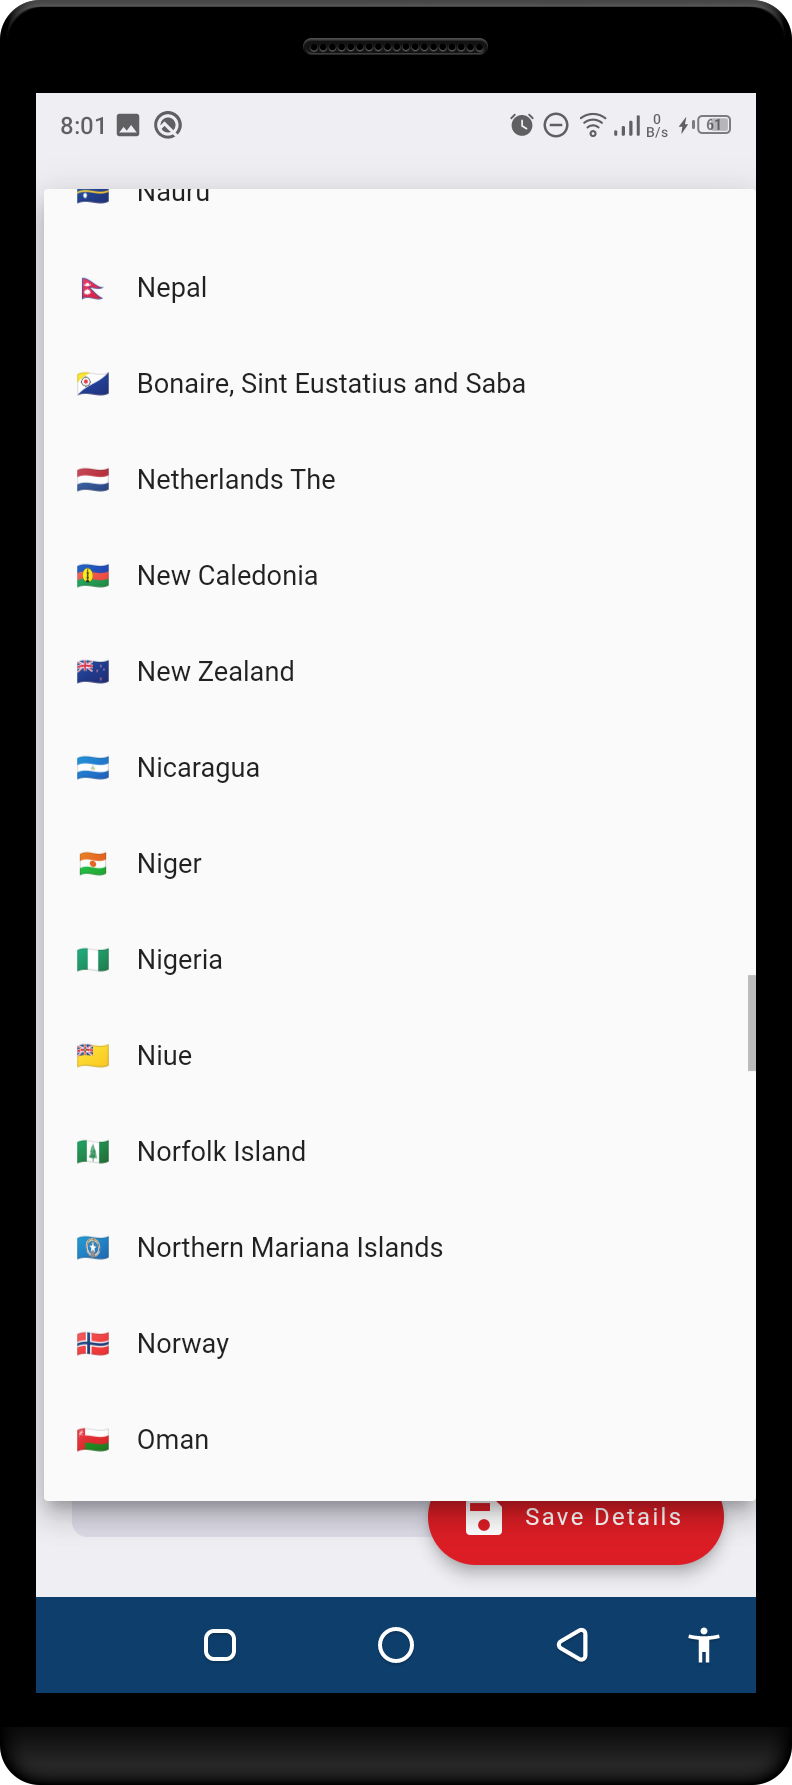 8:01
0
B/s
61
Nauru
Nepal
Bonaire, Sint Eustatius and Saba
Netherlands The
New Caledonia
New Zealand
Nicaragua
Niger
Nigeria
Niue
Norfolk Island
Northern Mariana Islands
Norway
Oman
Save Details